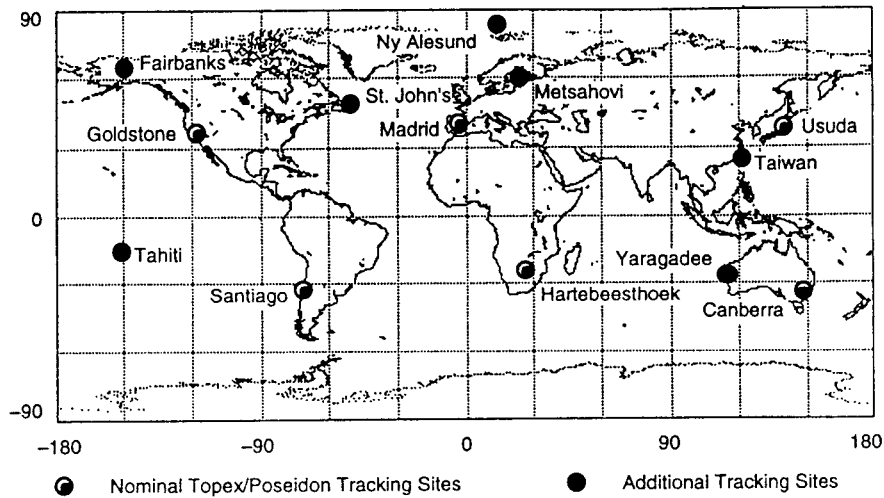 90
Ny Alesund
Fairbanks
St. John's
Metsahovi
Goldstone
Madrid
Usuda
Taiwan
0
Tahiti
Yaragadee
Santiago
Hartebeesthoek
Canberra
−90
−180 −90 0 90 180
Nominal Topex/Poseidon Tracking Sites Additional Tracking Sites